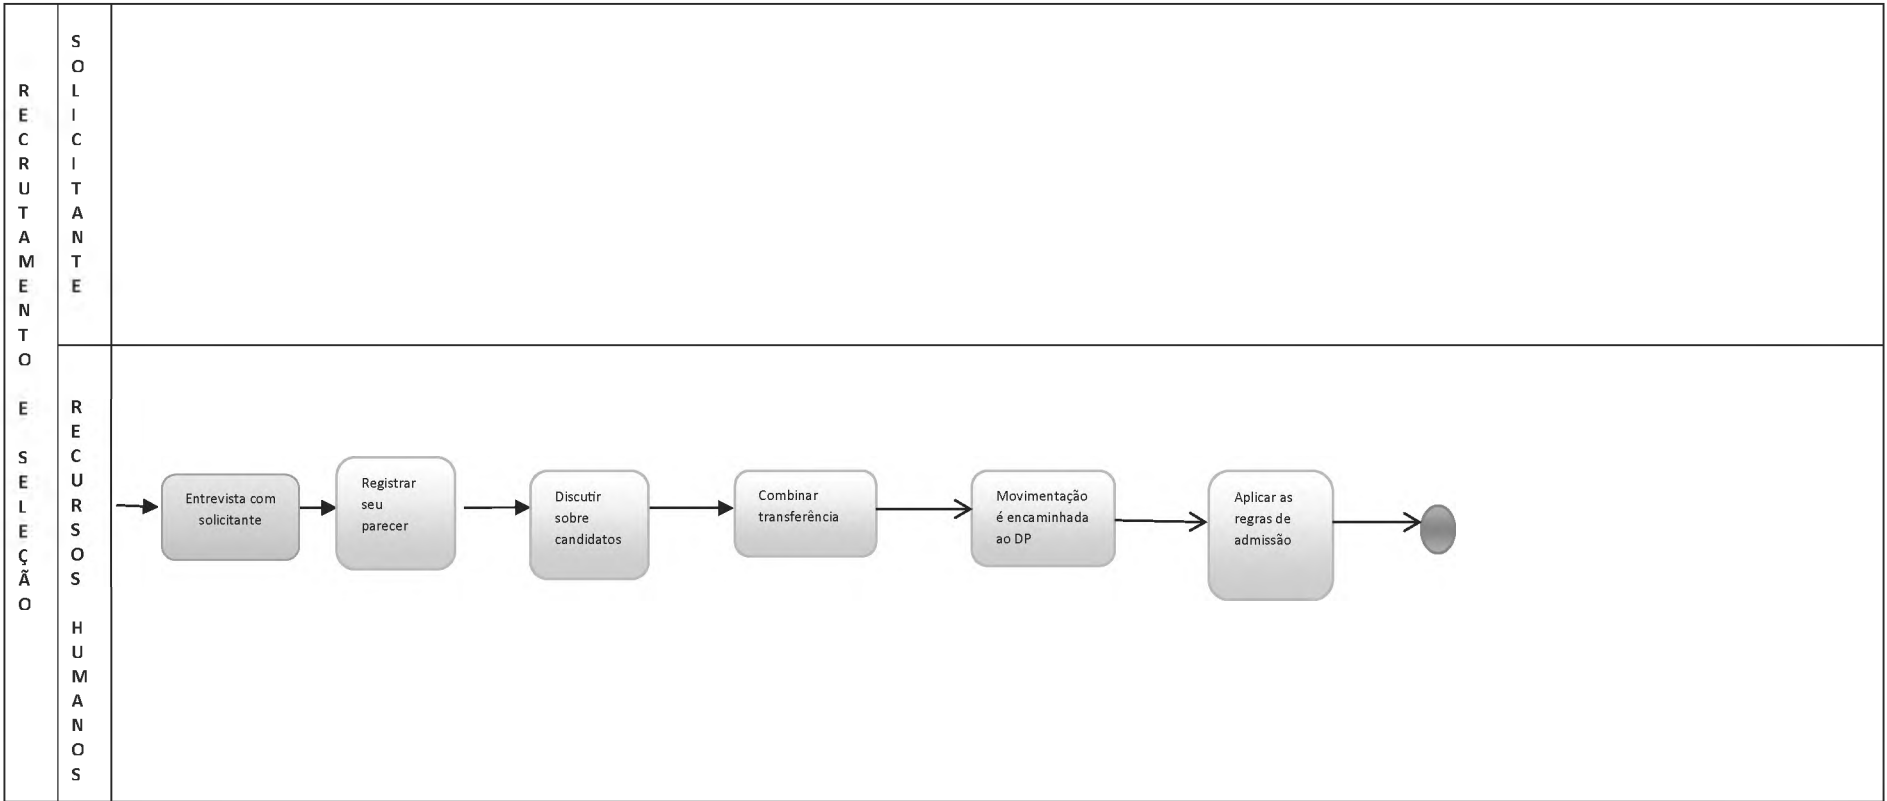 RECRUTAMENTO E SELEÇÃO
SOLICITANTE
RECURSOS HUMANOS
Entrevista com
solicitante
Registrar
seu
parecer
Discutir
sobre
candidatos
Combinar
transferência
Movimentação
é encaminhada
ao DP
Aplicar as
regras de
admissão